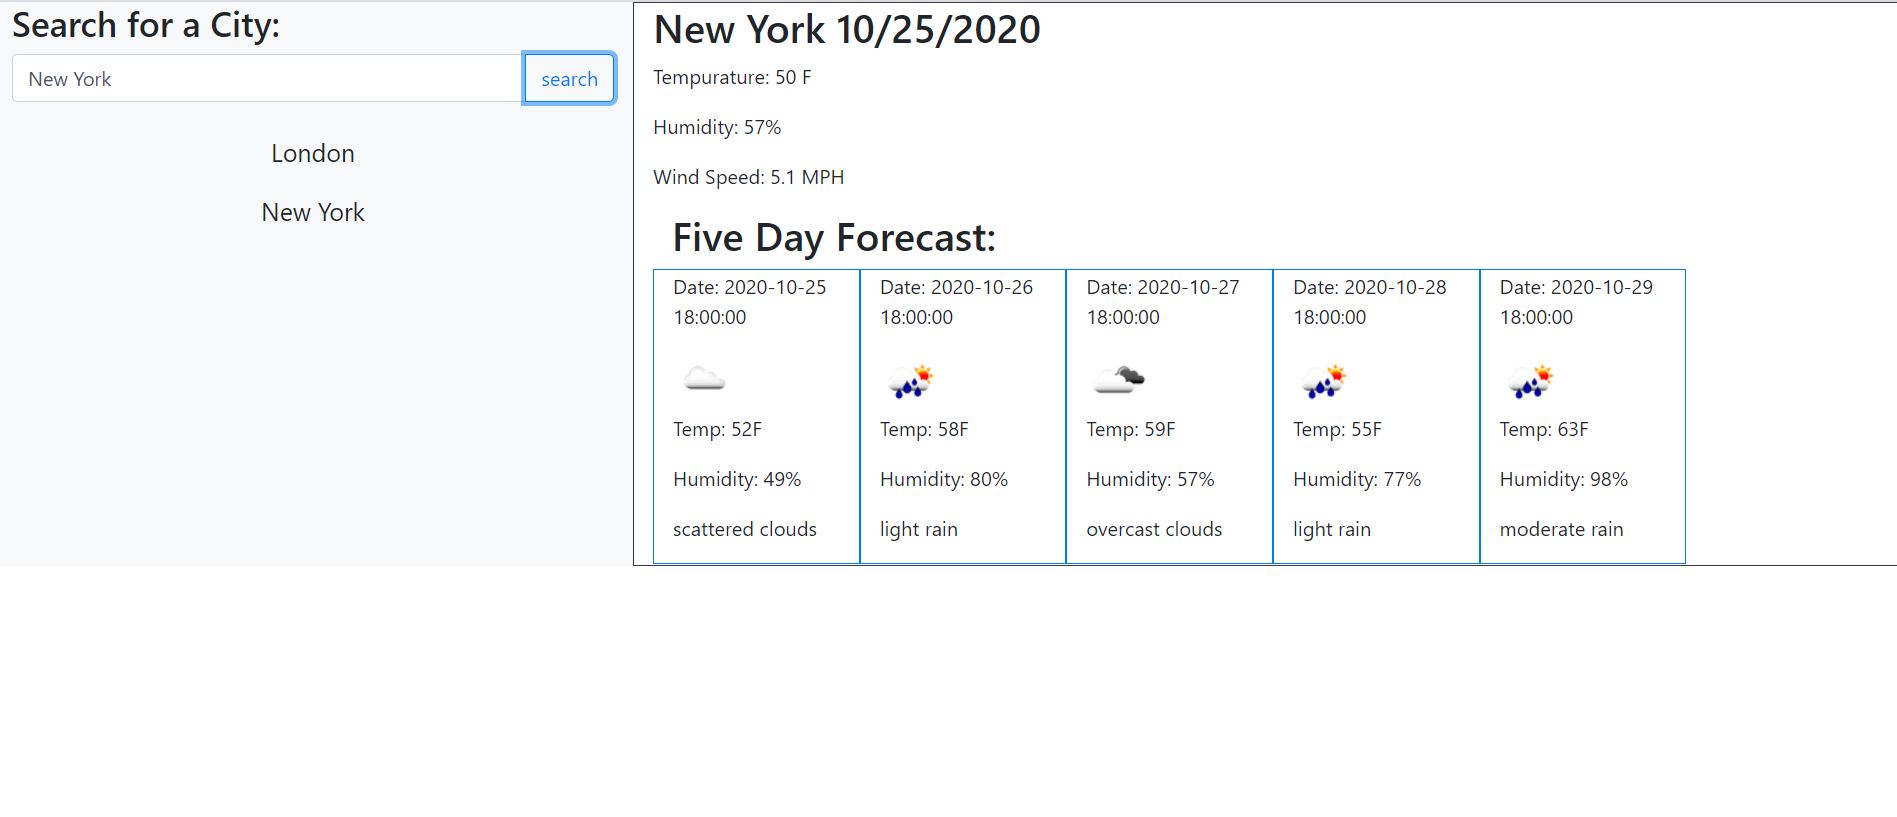 Search for a City:
New York
search
London
New York
New York 10/25/2020
Tempurature: 50 F
Humidity: 57%
Wind Speed: 5.1 MPH
Five Day Forecast:
Date: 2020-10-25
18:00:00
Temp: 52F
Humidity: 49%
scattered clouds
Date: 2020-10-26
18:00:00
Temp: 58F
Humidity: 80%
light rain
Date: 2020-10-27
18:00:00
Temp: 59F
Humidity: 57%
overcast clouds
Date: 2020-10-28
18:00:00
Temp: 55F
Humidity: 77%
light rain
Date: 2020-10-29
18:00:00
Temp: 63F
Humidity: 98%
moderate rain